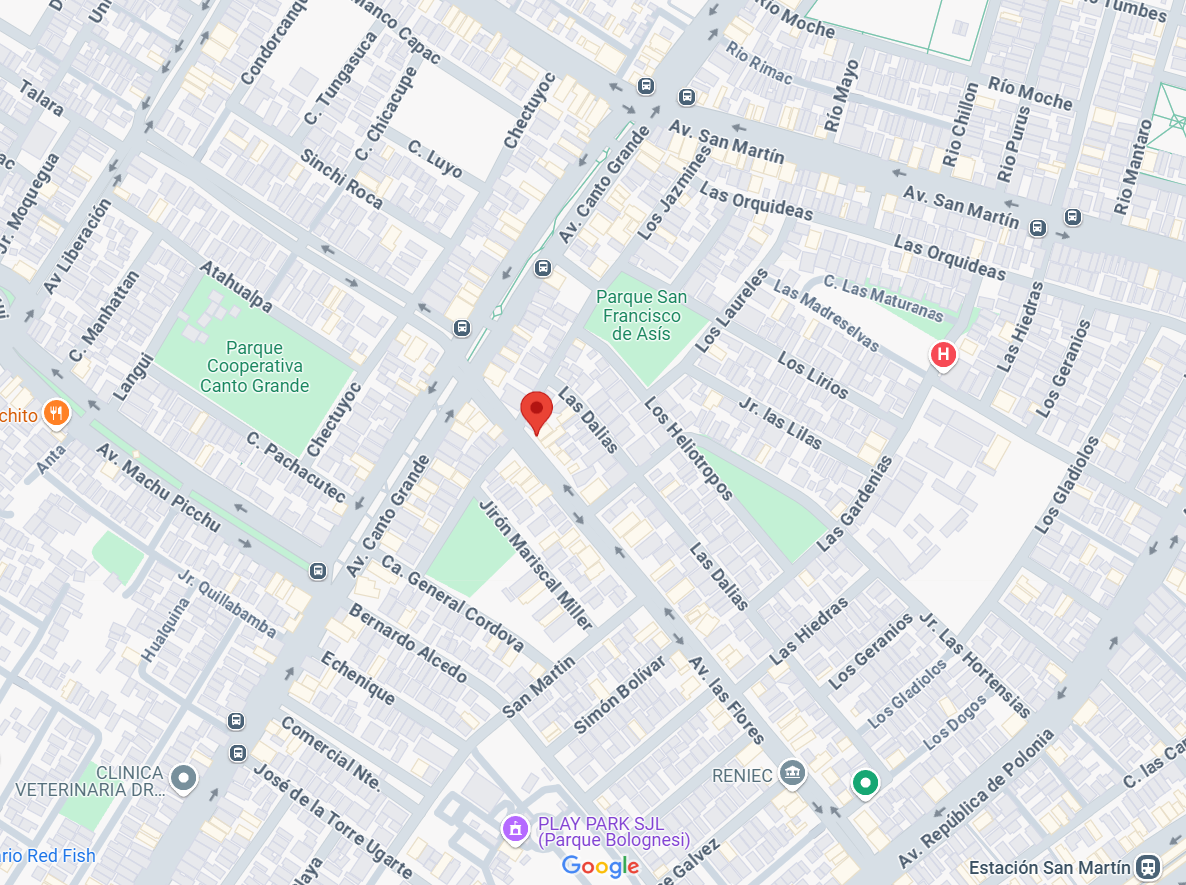 Manco Capac
Condorcanqui
C. Tungasuca
C. Chicacupe
Chectuyoc
Talara
C. Luyo
Sinchi Roca
Río Moche
Rio Rimac
Río Mayo
Rio Chillon
Río Moche
Rio Purus
Rio Mantaro
Tumbes
Av. San Martín
Av. San Martín
Av. Canto Grande
Los Jazmines
Las Orquideas
Las Orquideas
Jr. Moquegua
Av Liberación
C. Manhattan
Atahualpa
Langui
Parque
Cooperativa
Canto Grande
Chectuyoc
C. Pachacutec
Parque San
Francisco
de Asís
Los Laureles
Las Madreselvas
C. Las Maturanas
H
Las Hiedras
Los Geranios
Los Lirios
Jr. las Lilas
Las Dalias
Los Heliotropos
Las Gardenias
Los Gladiolos
chito
Anta
Av. Machu Picchu
Av. Canto Grande
Jirón Mariscal Miller
Ca. General Cordova
Las Dalias
Jr. Quillabamba
Hualquina
Bernardo Alcedo
Echenique
San Martin
Simón Bolívar
Av. las Flores
Las Hiedras
Los Geranios
Jr. Las Hortensias
Los Gladiolos
Los Dogos
Comercial Nte.
José de la Torre Ugarte
CLINICA
VETERINARIA DR...
RENIEC
PLAY PARK SJL
(Parque Bolognesi)
Av. República de Polonia
C. las
Galvez
ario Red Fish
Google
Estación San Martín